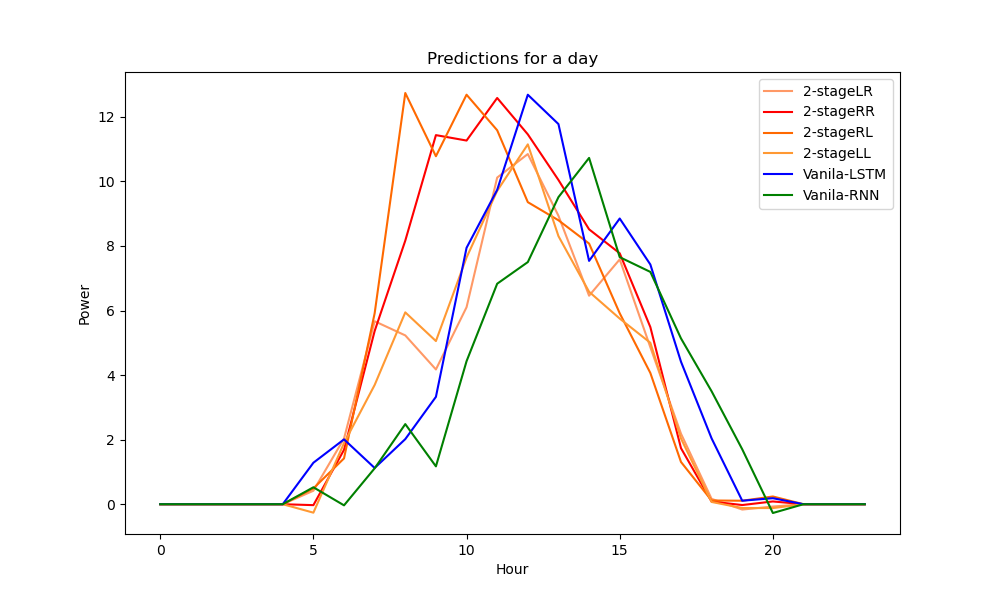 Predictions for a day
2-stageLR
2-stageRR
2-stageRL
2-stageLL
Vanila-LSTM
Vanila-RNN
12
10
8
6
4
2
0
Power
0 5 10 15 20
Hour